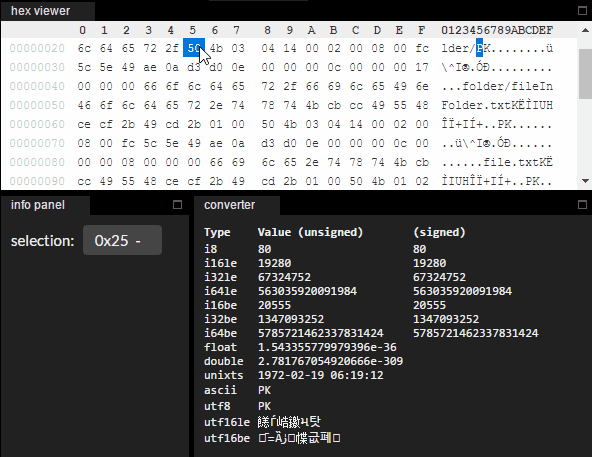 hex viewer
0 1 2 3 4 5 6 7 8 9 A B C D E F 0123456789ABCDEF
00000020 6c 64 65 72 2f 50 4b 03 04 14 00 02 00 08 00 fc lder/PK........ü
00000030 5c 5e 49 ae 0a d3 d0 0e 00 00 00 00 00 00 00 17 \^I®.ÓÐ.........
00000040 00 00 00 66 6f 6c 64 65 72 2f 66 69 6c 65 49 6e ...folder/fileIn
00000050 46 6f 6c 64 65 72 2e 74 78 74 4b cb cc 49 55 48 Folder.txtKËÌIUH
00000060 ce cf 2b 49 cd 2b 01 00 50 4b 03 04 14 00 02 00 ÎÏ+IÍ+..PK......
00000070 08 00 fc 5c 5e 49 ae 0a d3 d0 0e 00 00 00 00 00 ..ü\^I®.ÓÐ......
00000080 00 00 08 00 00 00 66 69 6c 65 2e 74 78 74 4b cb ......file.txtKË
00000090 cc 49 55 48 ce cf 2b 49 cd 2b 01 00 50 4b 01 02 ÌIUHÎÏ+IÍ+..PK..
info panel
selection: 0x25 -
converter
Type Value (unsigned) (signed)
i8 80 80
i16le 19280 19280
i32le 67324752 67324752
i64le 563035920091984 563035920091984
i16be 20555 20555
i32be 1347093252 1347093252
i64be 5785721462337831424 5785721462337831424
float 1.543355779979396e-36
double 2.781767054920666e-309
unixts 1972-02-19 06:19:12
ascii PK
utf8 PK
utf16le
utf16be